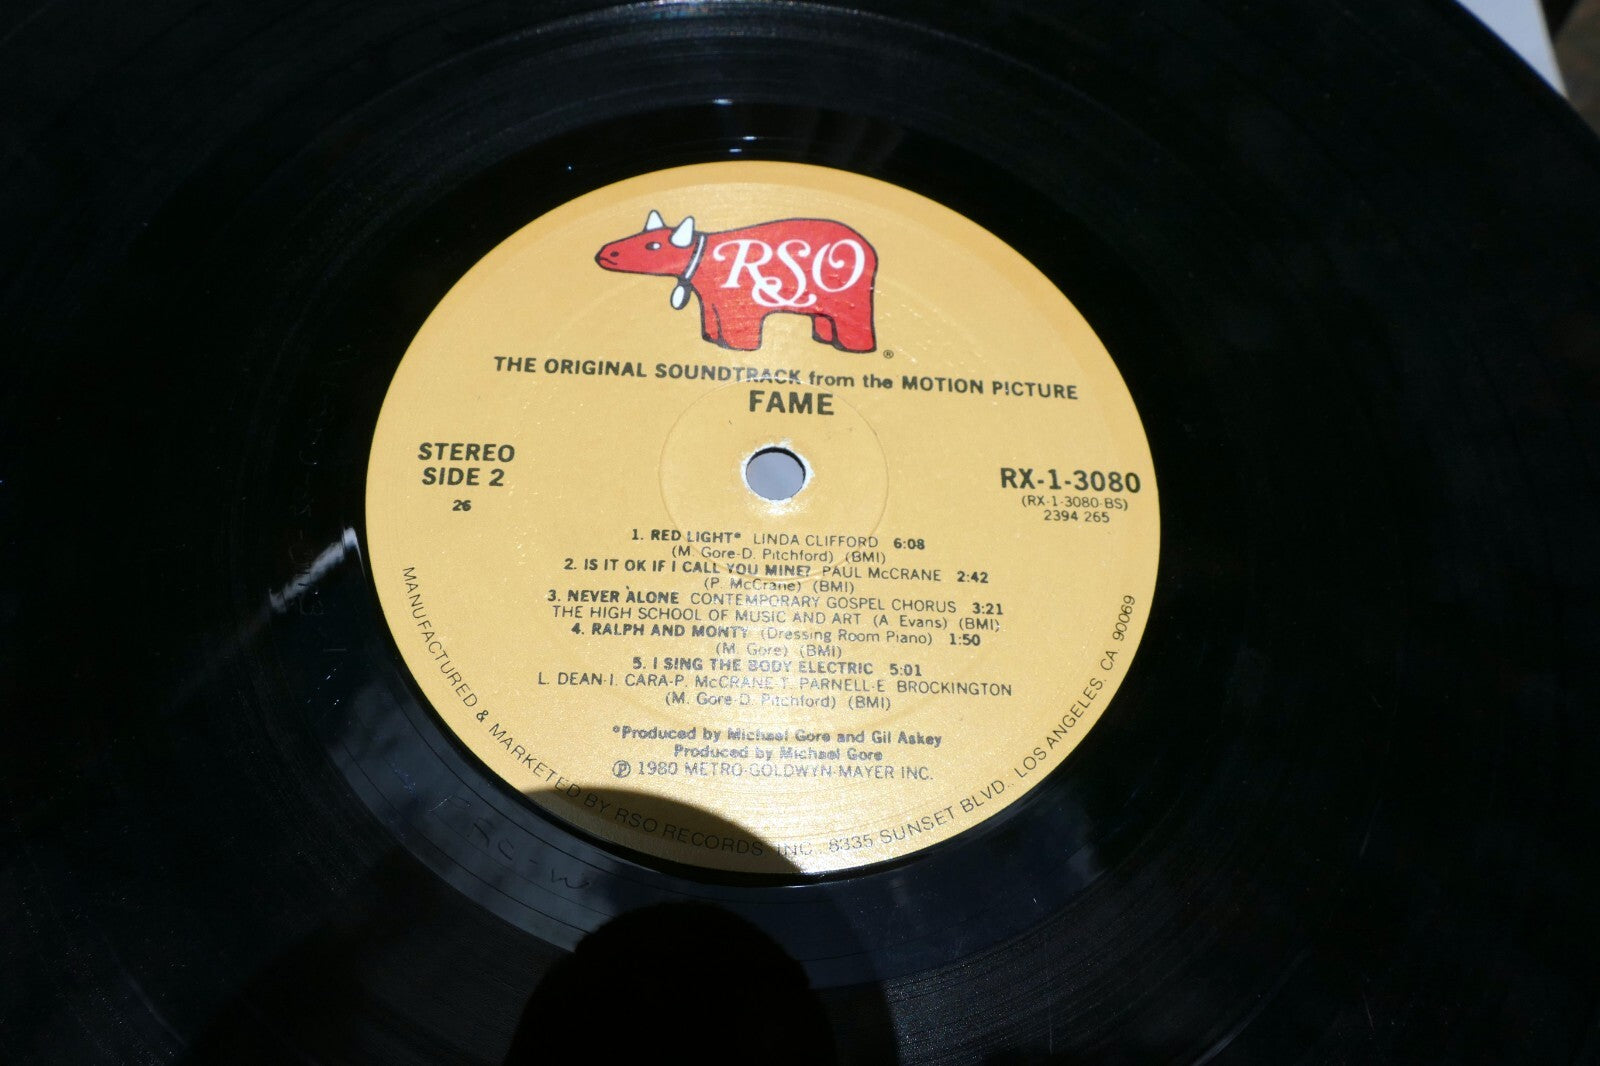 RSO
®
THE ORIGINAL SOUNDTRACK from the MOTION PICTURE
FAME
STEREO
SIDE 2
26
RX-1-3080
(RX-1-3080-BS)
2394 265
1. RED LIGHT* LINDA CLIFFORD 6:08
(M. Gore-D. Pitchford) (BMI)
2. IS IT OK IF I CALL YOU MINE? PAUL McCRANE 2:42
(P. McCrane) (BMI)
3. NEVER ALONE CONTEMPORARY GOSPEL CHORUS 3:21
THE HIGH SCHOOL OF MUSIC AND ART (A. Evans) (BMI)
4. RALPH AND MONTY (Dressing Room Piano) 1:50
(M. Gore) (BMI)
5. I SING THE BODY ELECTRIC 5:01
L. DEAN-I. CARA-P. McCRANE-T. PARNELL-E. BROCKINGTON
(M. Gore-D. Pitchford) (BMI)
*Produced by Michael Gore and Gil Askey
Produced by Michael Gore
℗ 1980 METRO-GOLDWYN-MAYER INC.
MANUFACTURED & MARKETED BY RSO RECORDS, INC., 8335 SUNSET BLVD., LOS ANGELES, CA 90069